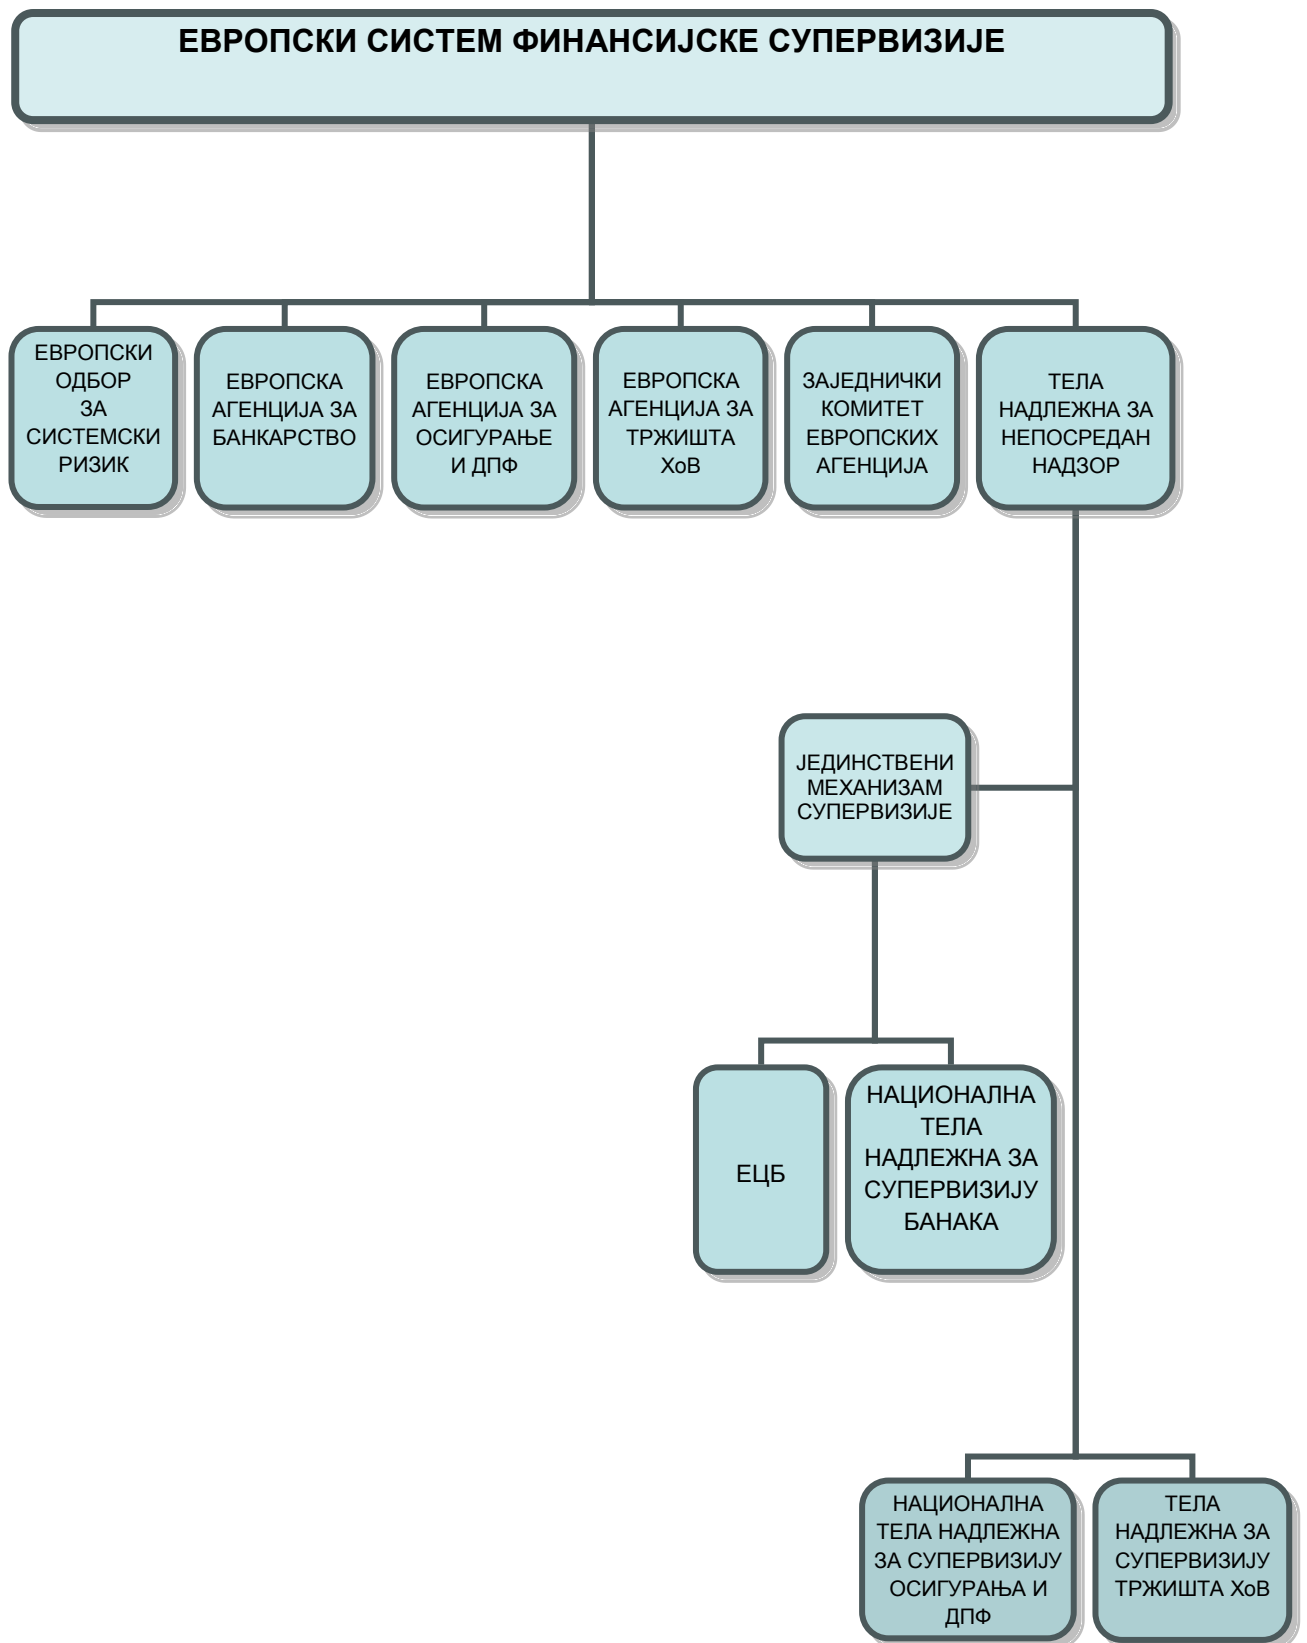 ЕВРОПСКИ СИСТЕМ ФИНАНСИЈСКЕ СУПЕРВИЗИЈЕ
ЕВРОПСКИ
ОДБОР
ЗА
СИСТЕМСКИ
РИЗИК
ЕВРОПСКА
АГЕНЦИЈА ЗА
БАНКАРСТВО
ЕВРОПСКА
АГЕНЦИЈА ЗА
ОСИГУРАЊЕ
И ДПФ
ЕВРОПСКА
АГЕНЦИЈА ЗА
ТРЖИШТА
ХоВ
ЗАЈЕДНИЧКИ
КОМИТЕТ
ЕВРОПСКИХ
АГЕНЦИЈА
ТЕЛА
НАДЛЕЖНА ЗА
НЕПОСРЕДАН
НАДЗОР
ЈЕДИНСТВЕНИ
МЕХАНИЗАМ
СУПЕРВИЗИЈЕ
ЕЦБ
НАЦИОНАЛНА
ТЕЛА
НАДЛЕЖНА ЗА
СУПЕРВИЗИЈУ
БАНАКА
НАЦИОНАЛНА
ТЕЛА НАДЛЕЖНА
ЗА СУПЕРВИЗИЈУ
ОСИГУРАЊА И
ДПФ
ТЕЛА
НАДЛЕЖНА ЗА
СУПЕРВИЗИЈУ
ТРЖИШТА ХоВ